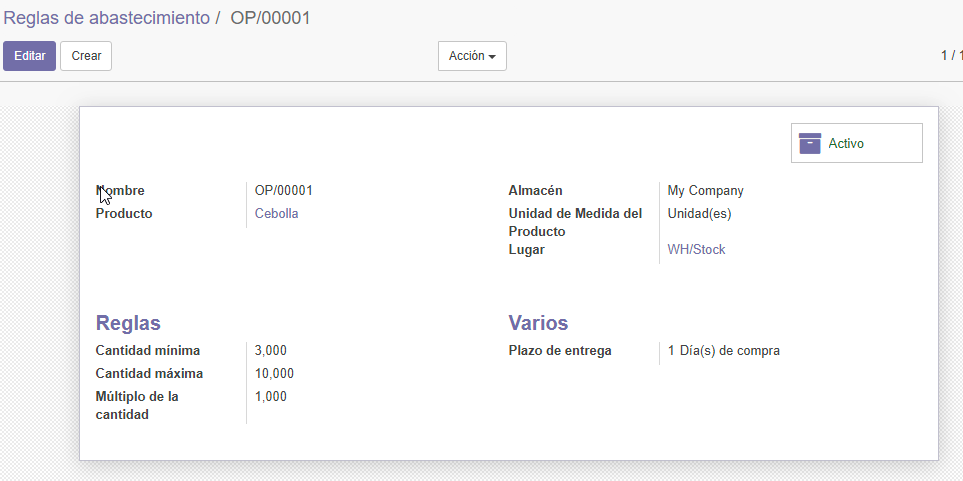 Reglas de abastecimiento / OP/00001
Editar Crear Acción 1 / 1
Activo
Nombre OP/00001 Almacén My Company
Producto Cebolla Unidad de Medida del Unidad(es)
Producto
Lugar WH/Stock
Reglas Varios
Cantidad mínima 3,000 Plazo de entrega 1 Día(s) de compra
Cantidad máxima 10,000
Múltiplo de la 1,000
cantidad